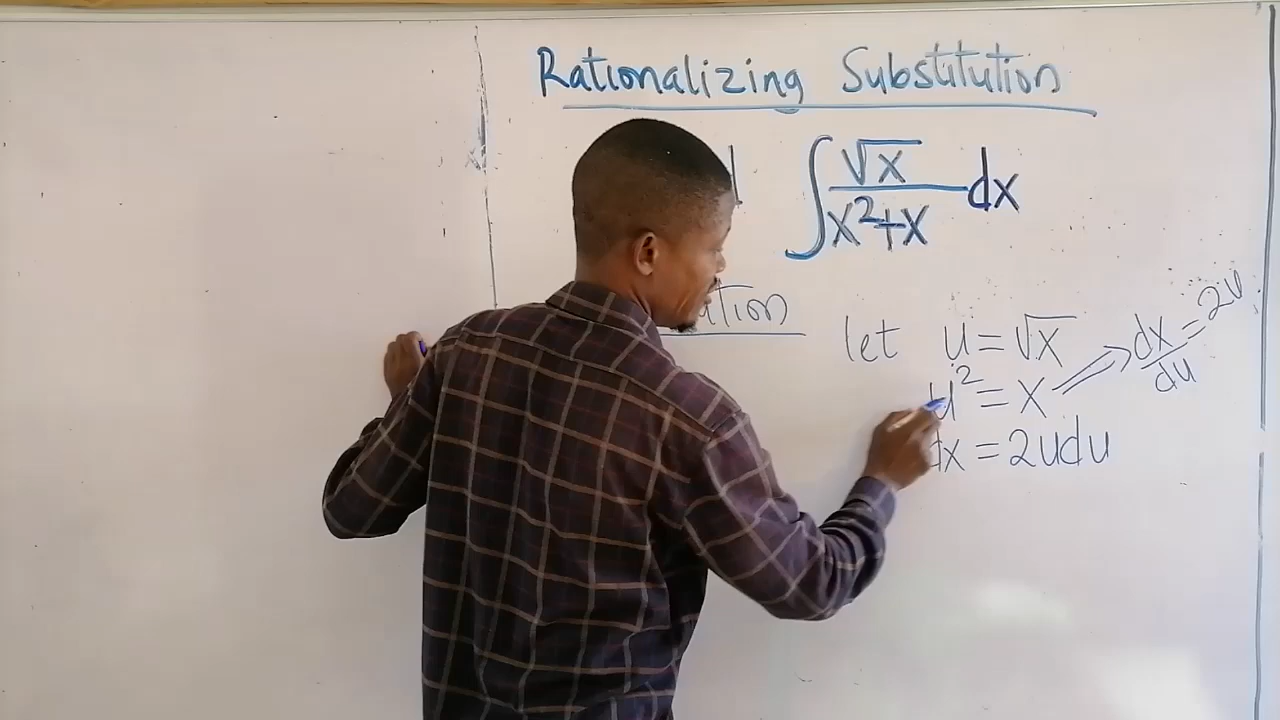 Rationalizing Substitution
∫ √x / (x²+x) dx
let u = √x
u² = x ⟹ dx/du = 2u
dx = 2udu